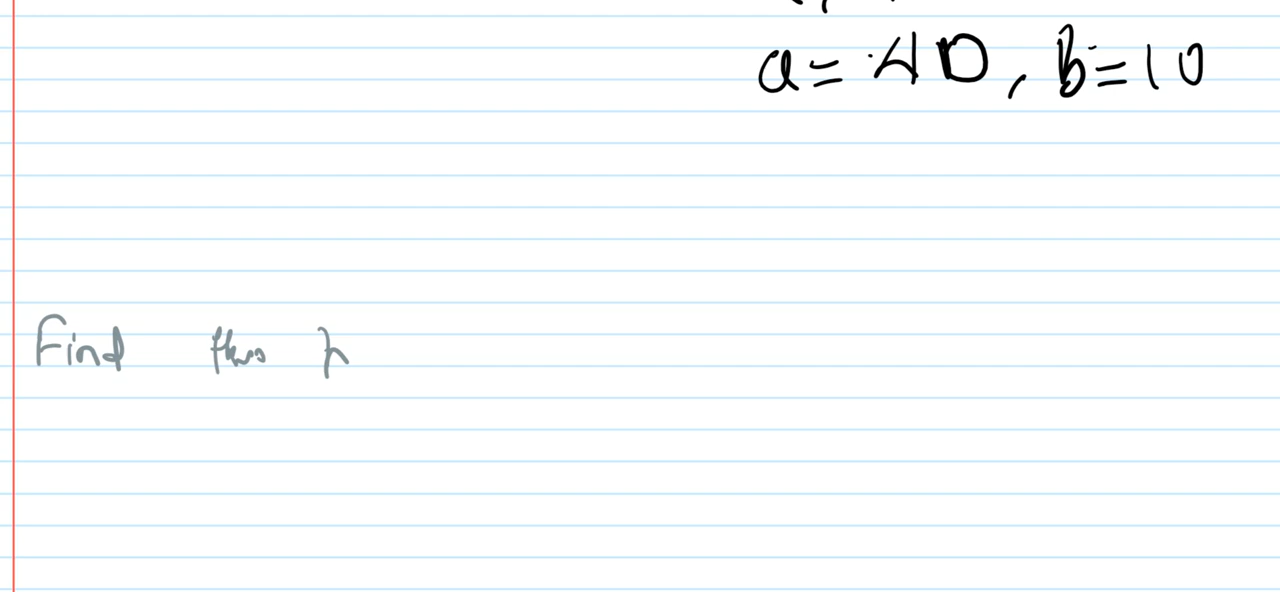 a = 40, b = 10
Find